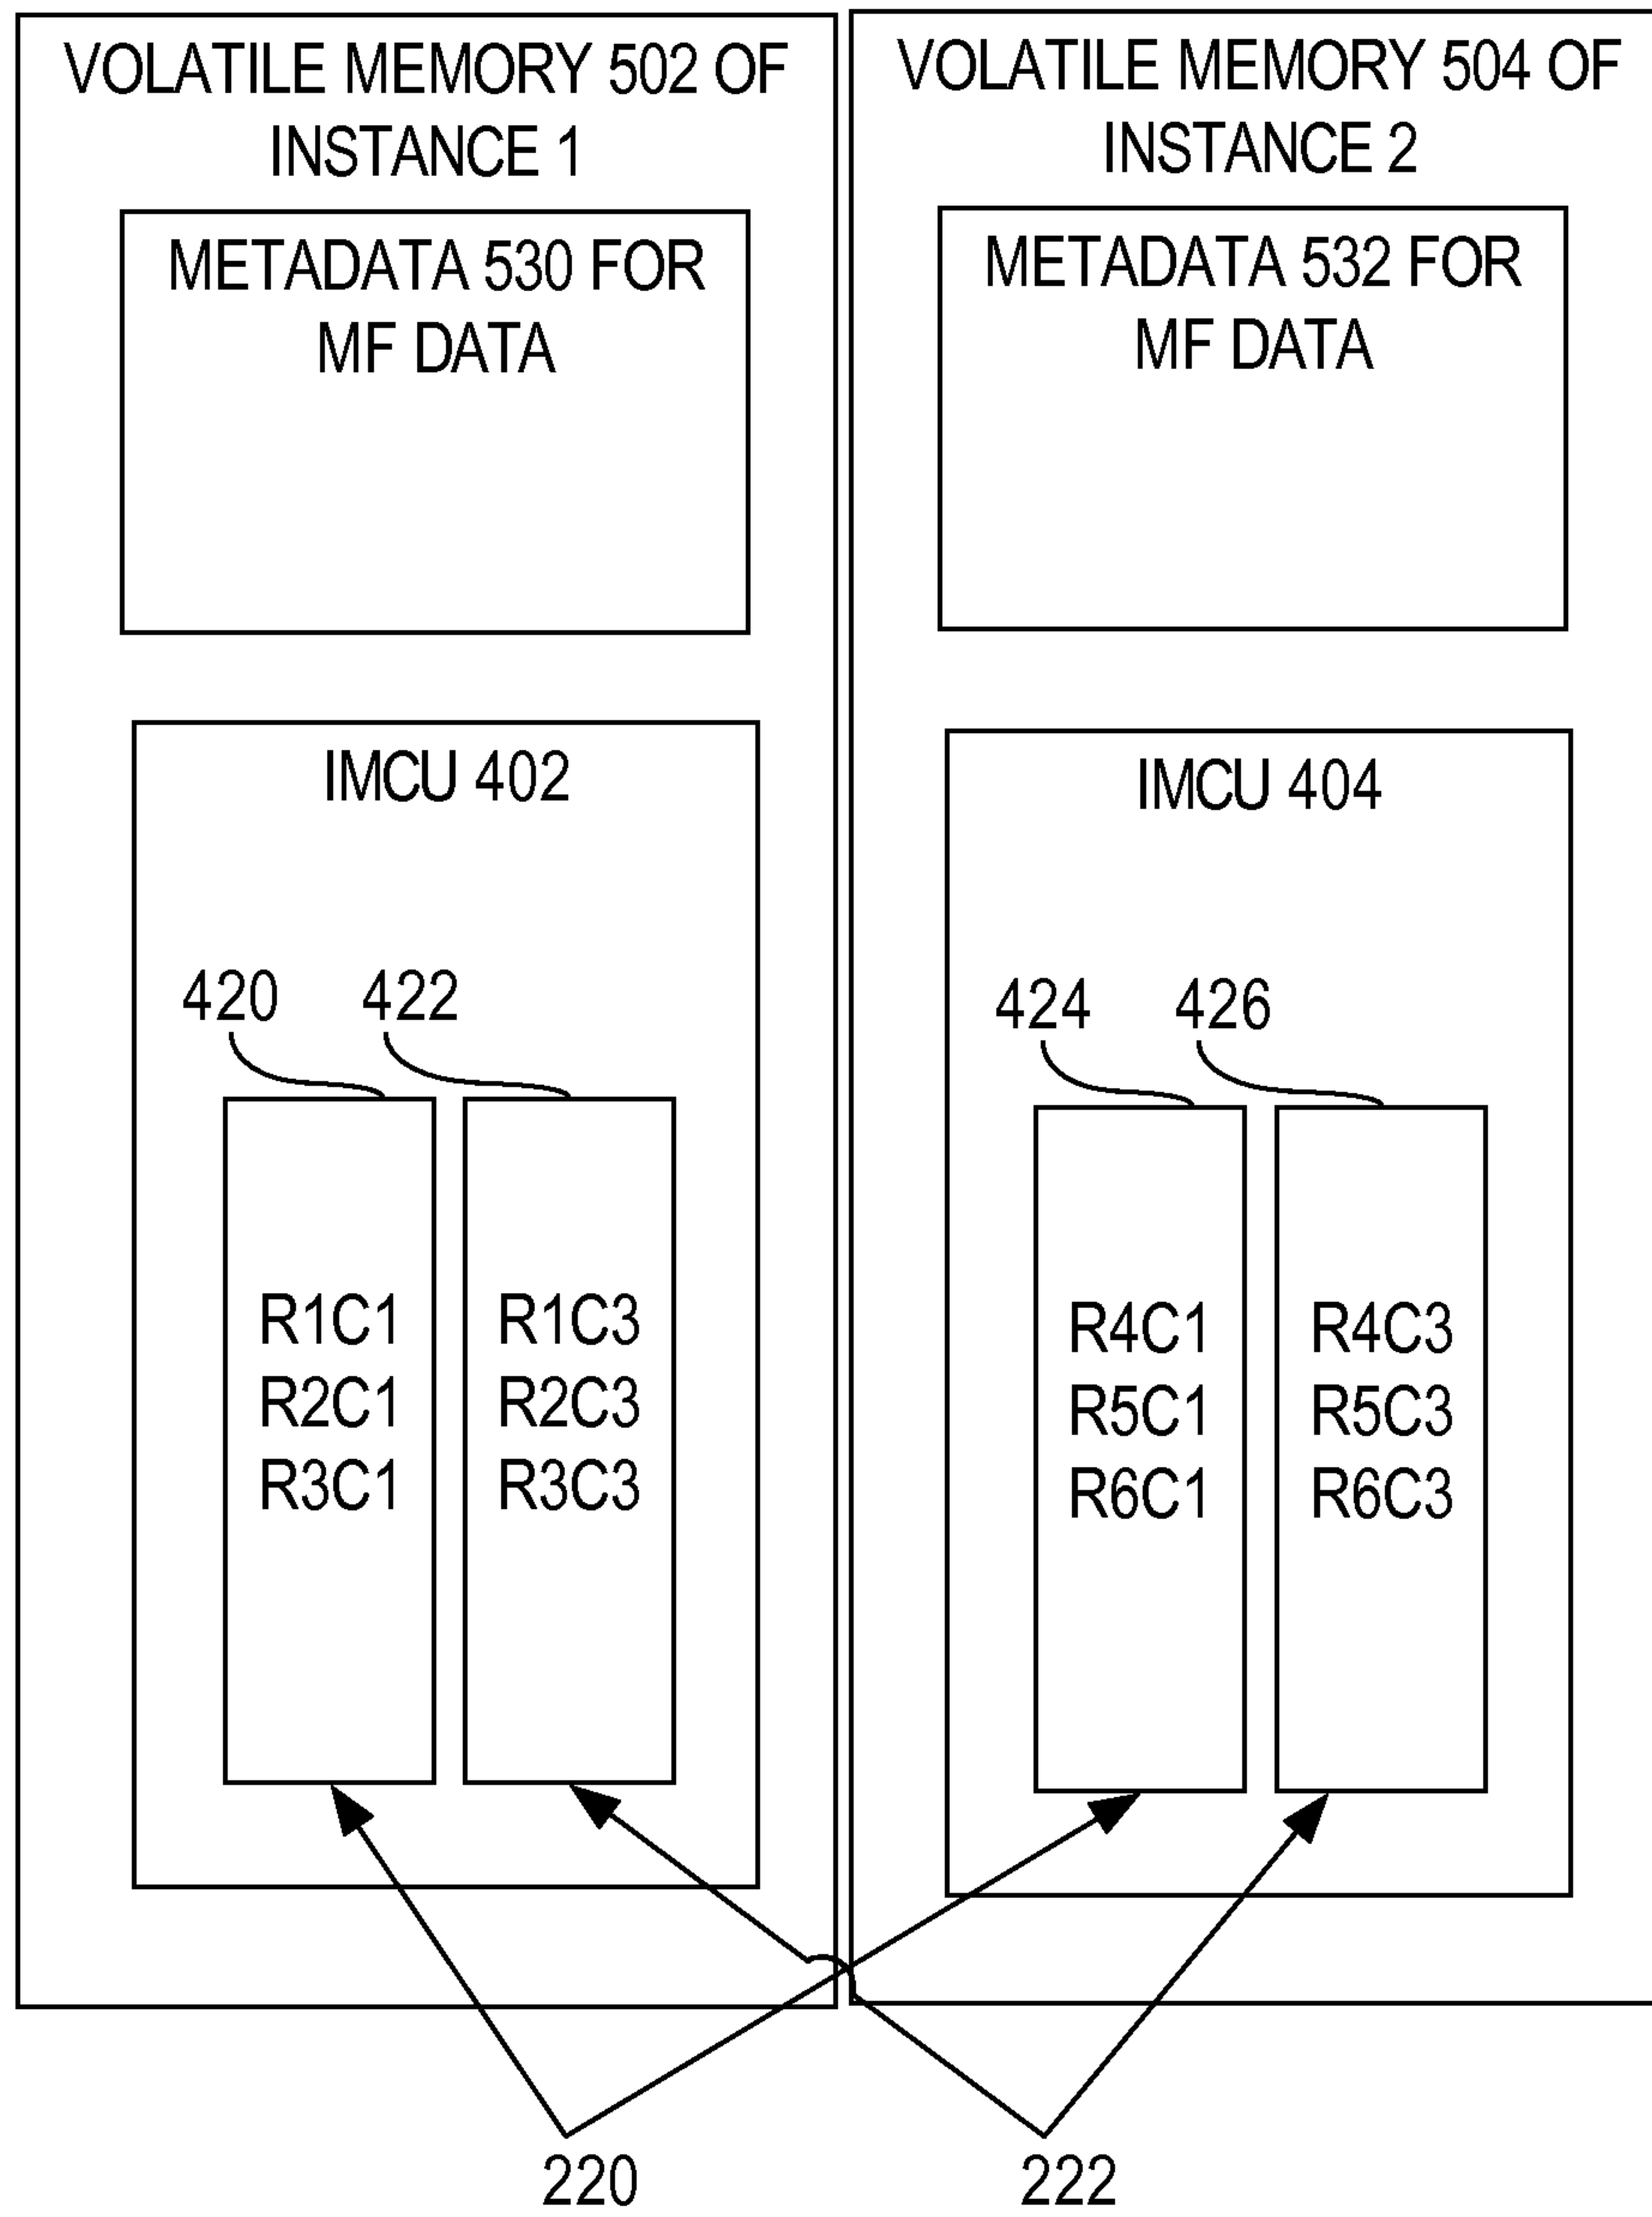 VOLATILE MEMORY 502 OF
INSTANCE 1
METADATA 530 FOR
MF DATA
IMCU 402
420
422
R1C1
R2C1
R3C1
R1C3
R2C3
R3C3
VOLATILE MEMORY 504 OF
INSTANCE 2
METADATA 532 FOR
MF DATA
IMCU 404
424
426
R4C1
R5C1
R6C1
R4C3
R5C3
R6C3
220
222